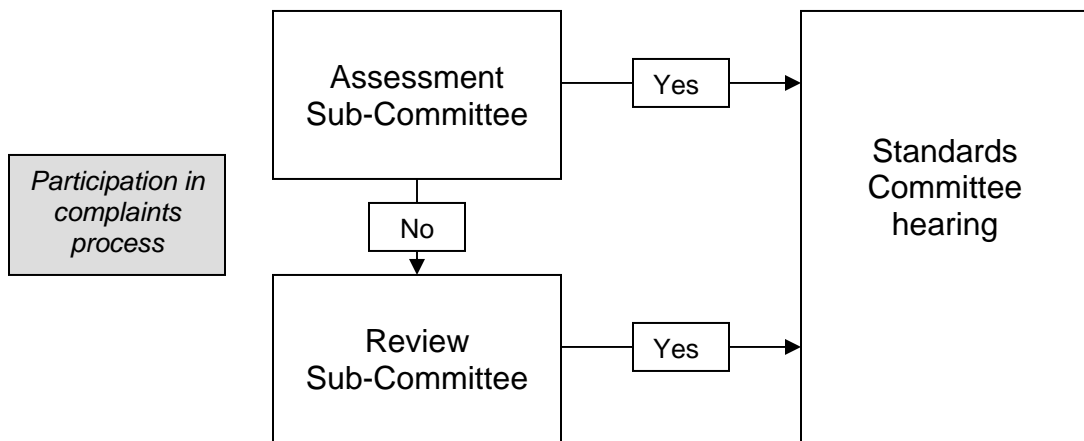 Assessment
Sub-Committee
Yes
Standards
Committee
hearing
Participation in
complaints
process
No
Review
Sub-Committee
Yes